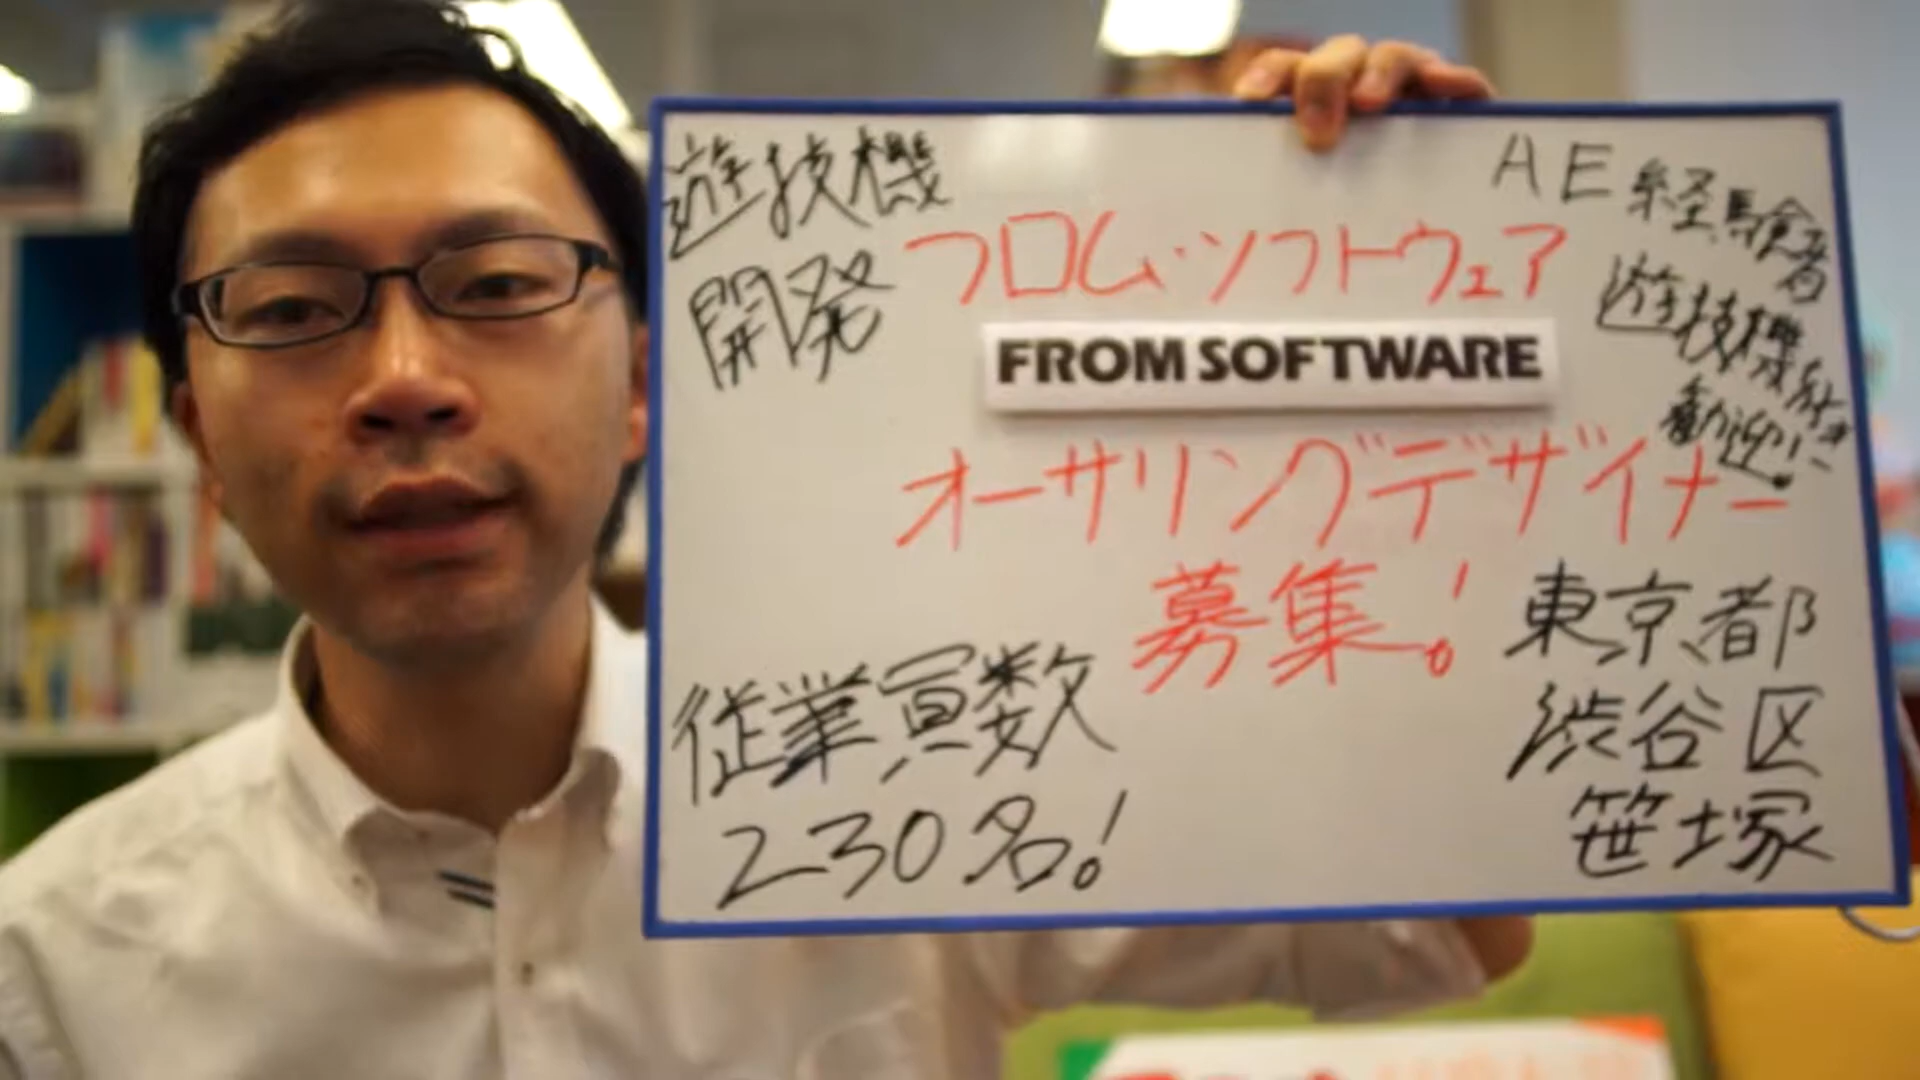 遊技機
開発
フロム・ソフトウェア
FROM SOFTWARE
オーサリングデザイナー
募集!
AE経験者
遊技機好き
歓迎!
従業員数
230名!
東京都
渋谷区
笹塚